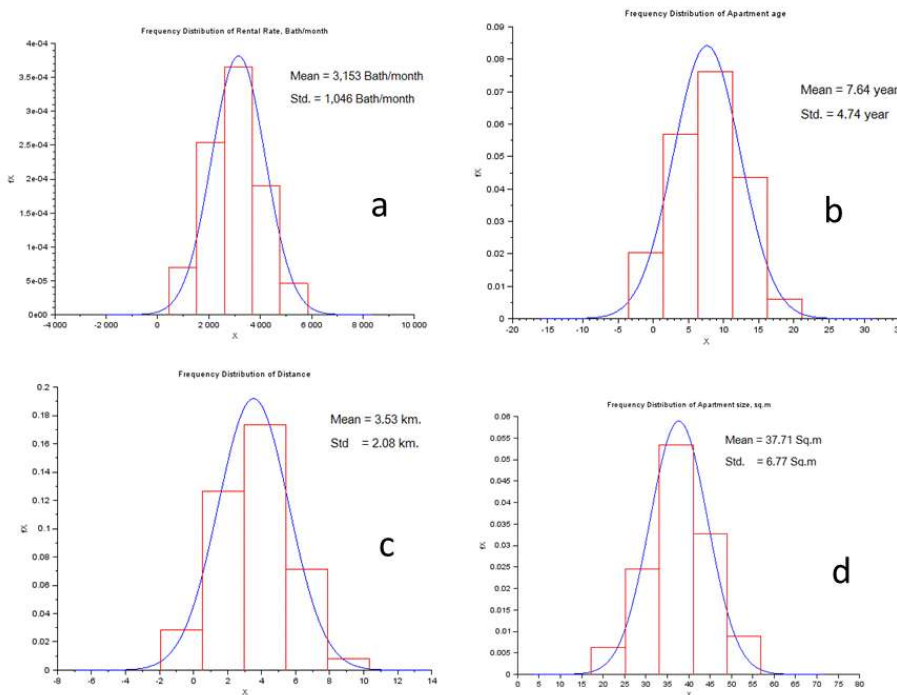 Frequency Distribution of Rental Rate, Bath/month
4e-04
3.5e-04
3e-04
2.5e-04
2e-04
1.5e-04
1e-04
5e-05
0e00
fX
Mean = 3,153 Bath/month
Std. = 1,046 Bath/month
a
-4 000 -2 000 0 2 000 4 000 6 000 8 000 10 000
X
Frequency Distribution of Apartment age
0.1
0.09
0.08
0.07
0.06
0.05
0.04
0.03
0.02
0.01
0
fX
Mean = 7.64 year
Std. = 4.74 year
b
-20 -15 -10 -5 0 5 10 15 20 25 30 35
X
Frequency Distribution of Distance
0.2
0.18
0.16
0.14
0.12
0.1
0.08
0.06
0.04
0.02
0
fX
Mean = 3.53 km.
Std = 2.08 km.
c
-8 -6 -4 -2 0 2 4 6 8 10 12 14
X
Frequency Distribution of Apartment size, sq.m
0.06
0.055
0.05
0.045
0.04
0.035
0.03
0.025
0.02
0.015
0.01
0.005
0
fX
Mean = 37.71 Sq.m
Std. = 6.77 Sq.m
d
0 5 10 15 20 25 30 35 40 45 50 55 60 65 70 75 80
X